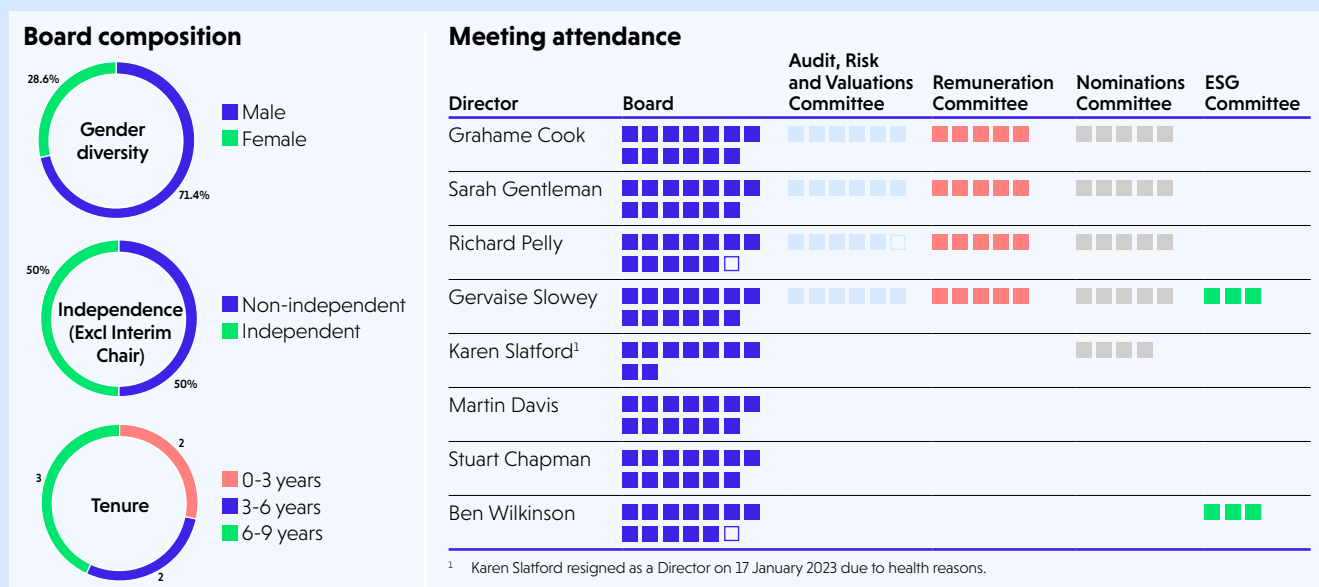 Board composition
28.6%
Gender
diversity
71.4%
Male
Female
50%
Independence
(Excl Interim
Chair)
50%
Non-independent
Independent
2
3
Tenure
2
0-3 years
3-6 years
6-9 years
Meeting attendance
Director
Board
Audit, Risk
and Valuations
Committee
Remuneration
Committee
Nominations
Committee
ESG
Committee
Grahame Cook
Sarah Gentleman
Richard Pelly
Gervaise Slowey
Karen Slatford¹
Martin Davis
Stuart Chapman
Ben Wilkinson
¹ Karen Slatford resigned as a Director on 17 January 2023 due to health reasons.